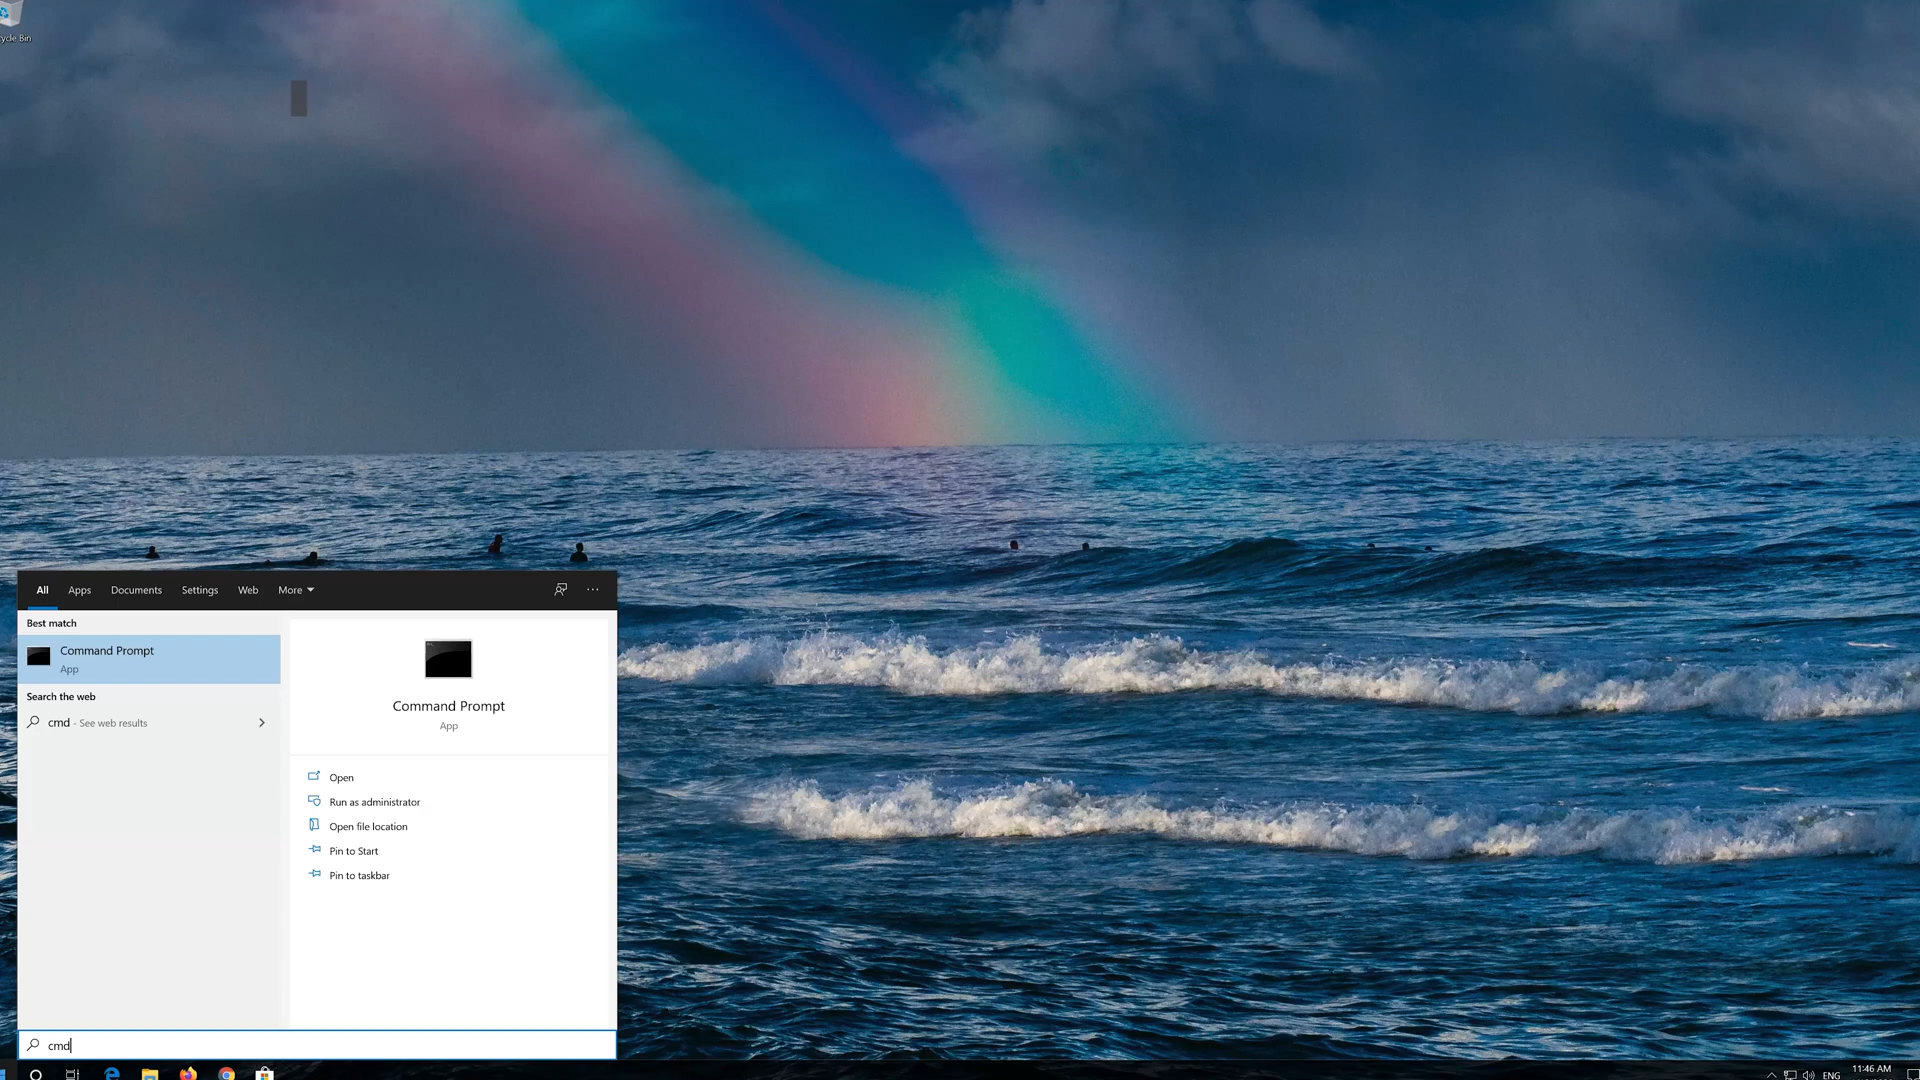 cycle Bin
All Apps Documents Settings Web More
Best match
Command Prompt
App
Search the web
cmd - See web results
Command Prompt
App
Open
Run as administrator
Open file location
Pin to Start
Pin to taskbar
cmd
ENG
11:46 AM